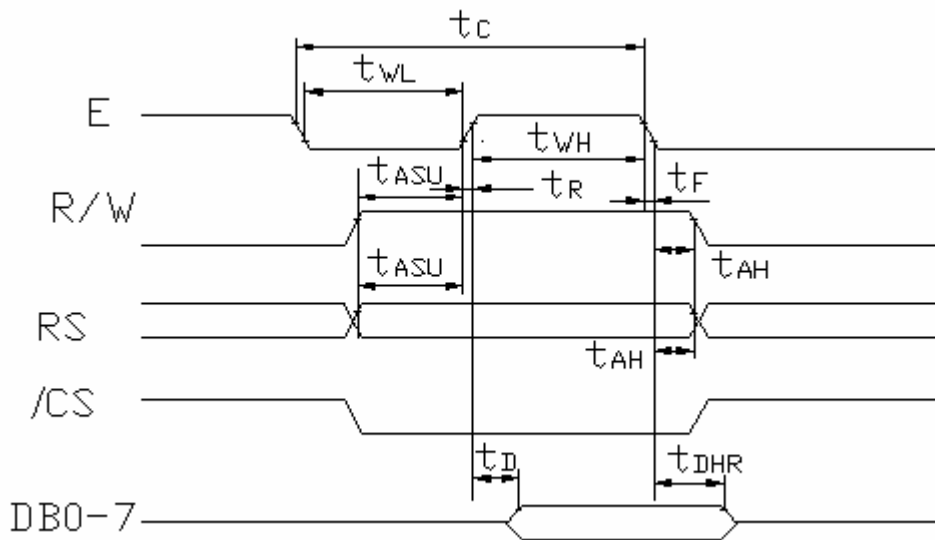 tC
tWL
E
tWH
tASU
tR
tF
R/W
tASU
tAH
RS
tAH
/CS
tD
tDHR
DB0-7